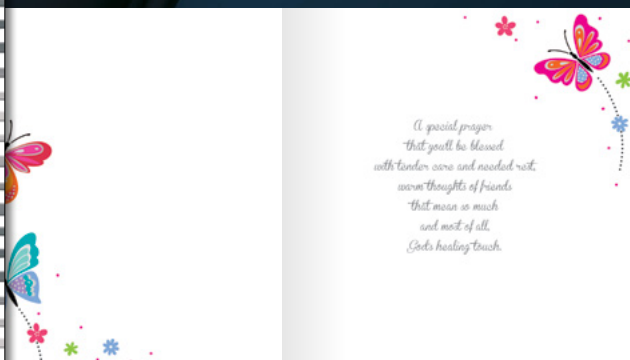 A special prayer
that you'll be blessed
with tender care and needed rest,
warm thoughts of friends
that mean so much
and most of all,
God's healing touch.